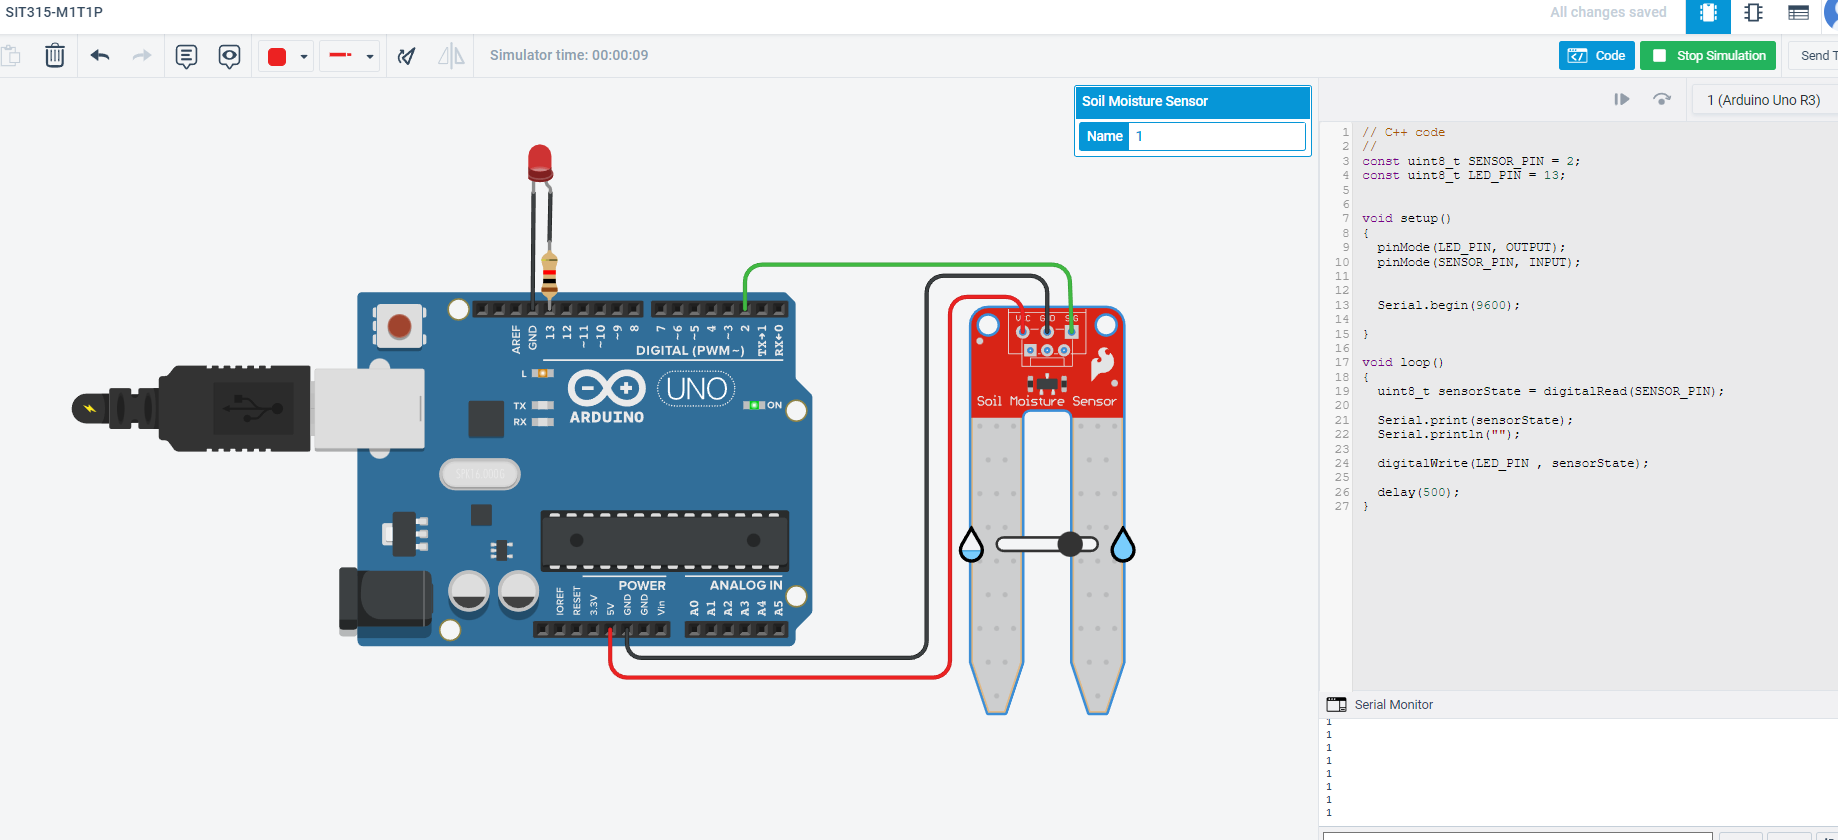 SIT315-M1T1P
All changes saved
Simulator time: 00:00:09
Code
Stop Simulation
Send T
1 (Arduino Uno R3)
Soil Moisture Sensor
Name 1
AREF
GND
13
12
~11
~10
~9
8
7
~6
~5
4
~3
2
TX→1
RX←0
DIGITAL (PWM~)
L
TX
RX
ARDUINO
UNO
ON
POWER
ANALOG IN
IOREF
RESET
3.3V
5V
GND
GND
Vin
A0
A1
A2
A3
A4
A5
Soil Moisture Sensor
1 // C++ code
2 //
3 const uint8_t SENSOR_PIN = 2;
4 const uint8_t LED_PIN = 13;
5
6
7 void setup()
8 {
9 pinMode(LED_PIN, OUTPUT);
10 pinMode(SENSOR_PIN, INPUT);
11
12
13 Serial.begin(9600);
14
15 }
16
17 void loop()
18 {
19 uint8_t sensorState = digitalRead(SENSOR_PIN);
20
21 Serial.print(sensorState);
22 Serial.println("");
23
24 digitalWrite(LED_PIN , sensorState);
25
26 delay(500);
27 }
Serial Monitor
1
1
1
1
1
1
1
1